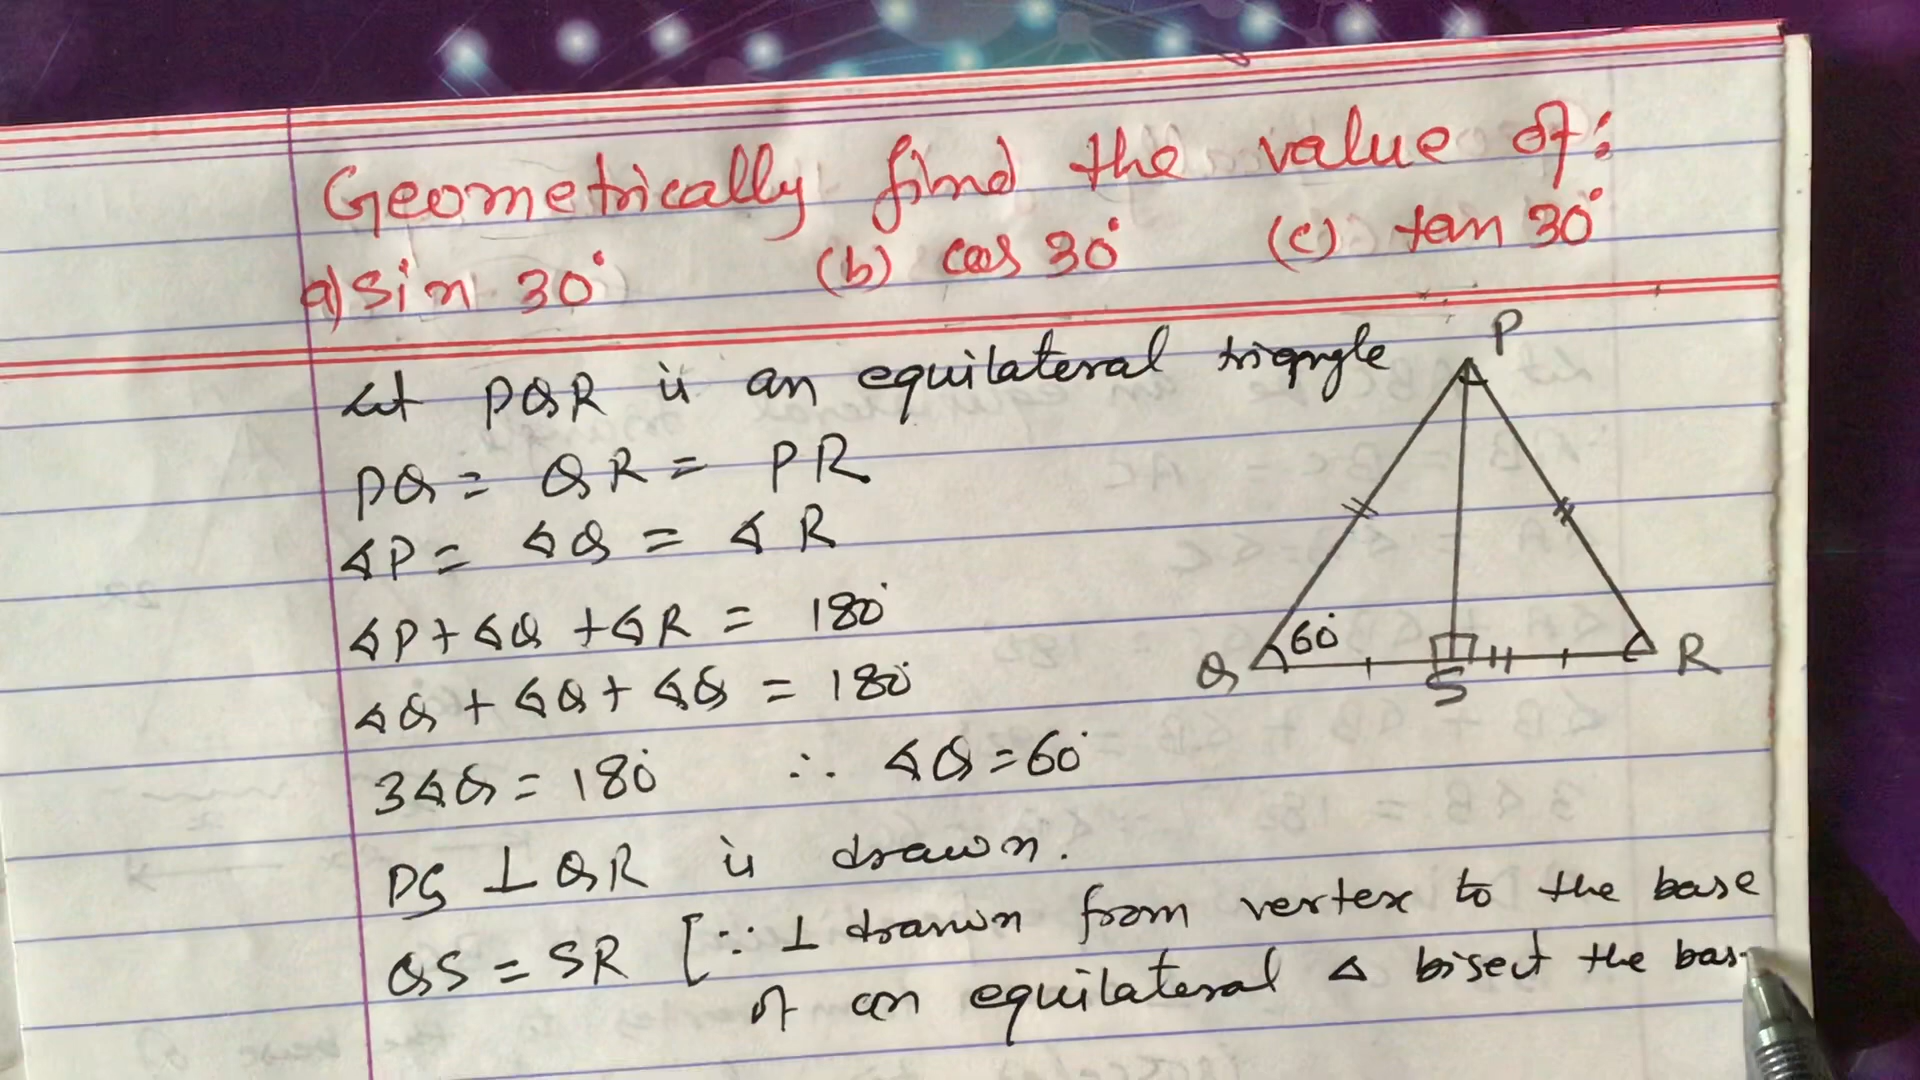 Geometrically find the value of:
a) sin 30° (b) cos 30° (c) tan 30°
Let PQR is an equilateral triangle
PQ = QR = PR
∢P = ∢Q = ∢R
∢P + ∢Q + ∢R = 180°
∢Q + ∢Q + ∢Q = 180°
3∢Q = 180° ∴ ∢Q = 60°
PS ⊥ QR is drawn.
QS = SR [∵ ⊥ drawn from vertex to the base
of an equilateral ∆ bisect the bas
P
60°
Q
S
R